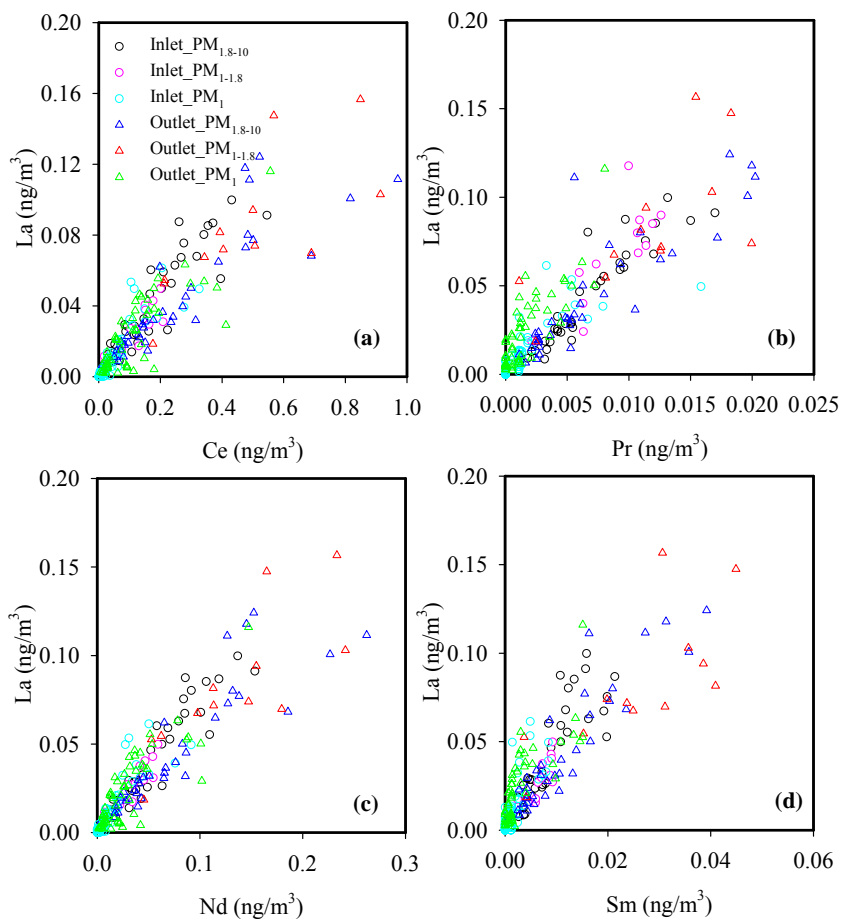 0.20
0.16
0.12
0.08
0.04
0.00
La (ng/m³)
Inlet_PM₁.₈₋₁₀
Inlet_PM₁₋₁.₈
Inlet_PM₁
Outlet_PM₁.₈₋₁₀
Outlet_PM₁₋₁.₈
Outlet_PM₁
(a)
0.0 0.2 0.4 0.6 0.8 1.0
Ce (ng/m³)
0.20
0.15
0.10
0.05
0.00
La (ng/m³)
(b)
0.000 0.005 0.010 0.015 0.020 0.025
Pr (ng/m³)
0.20
0.15
0.10
0.05
0.00
La (ng/m³)
(c)
0.0 0.1 0.2 0.3
Nd (ng/m³)
0.20
0.15
0.10
0.05
0.00
La (ng/m³)
(d)
0.00 0.02 0.04 0.06
Sm (ng/m³)